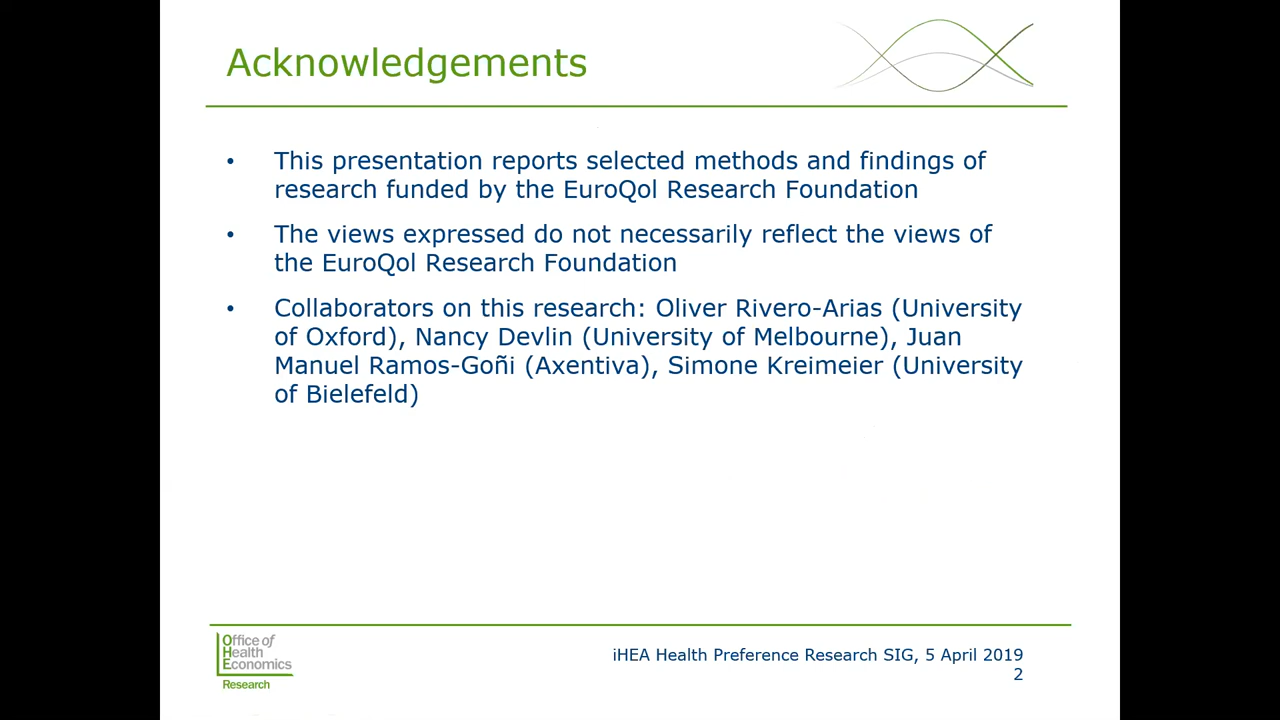 Acknowledgements
• This presentation reports selected methods and findings of
research funded by the EuroQol Research Foundation
• The views expressed do not necessarily reflect the views of
the EuroQol Research Foundation
• Collaborators on this research: Oliver Rivero-Arias (University
of Oxford), Nancy Devlin (University of Melbourne), Juan
Manuel Ramos-Goñi (Axentiva), Simone Kreimeier (University
of Bielefeld)
Office of
Health
Economics
Research
iHEA Health Preference Research SIG, 5 April 2019
2